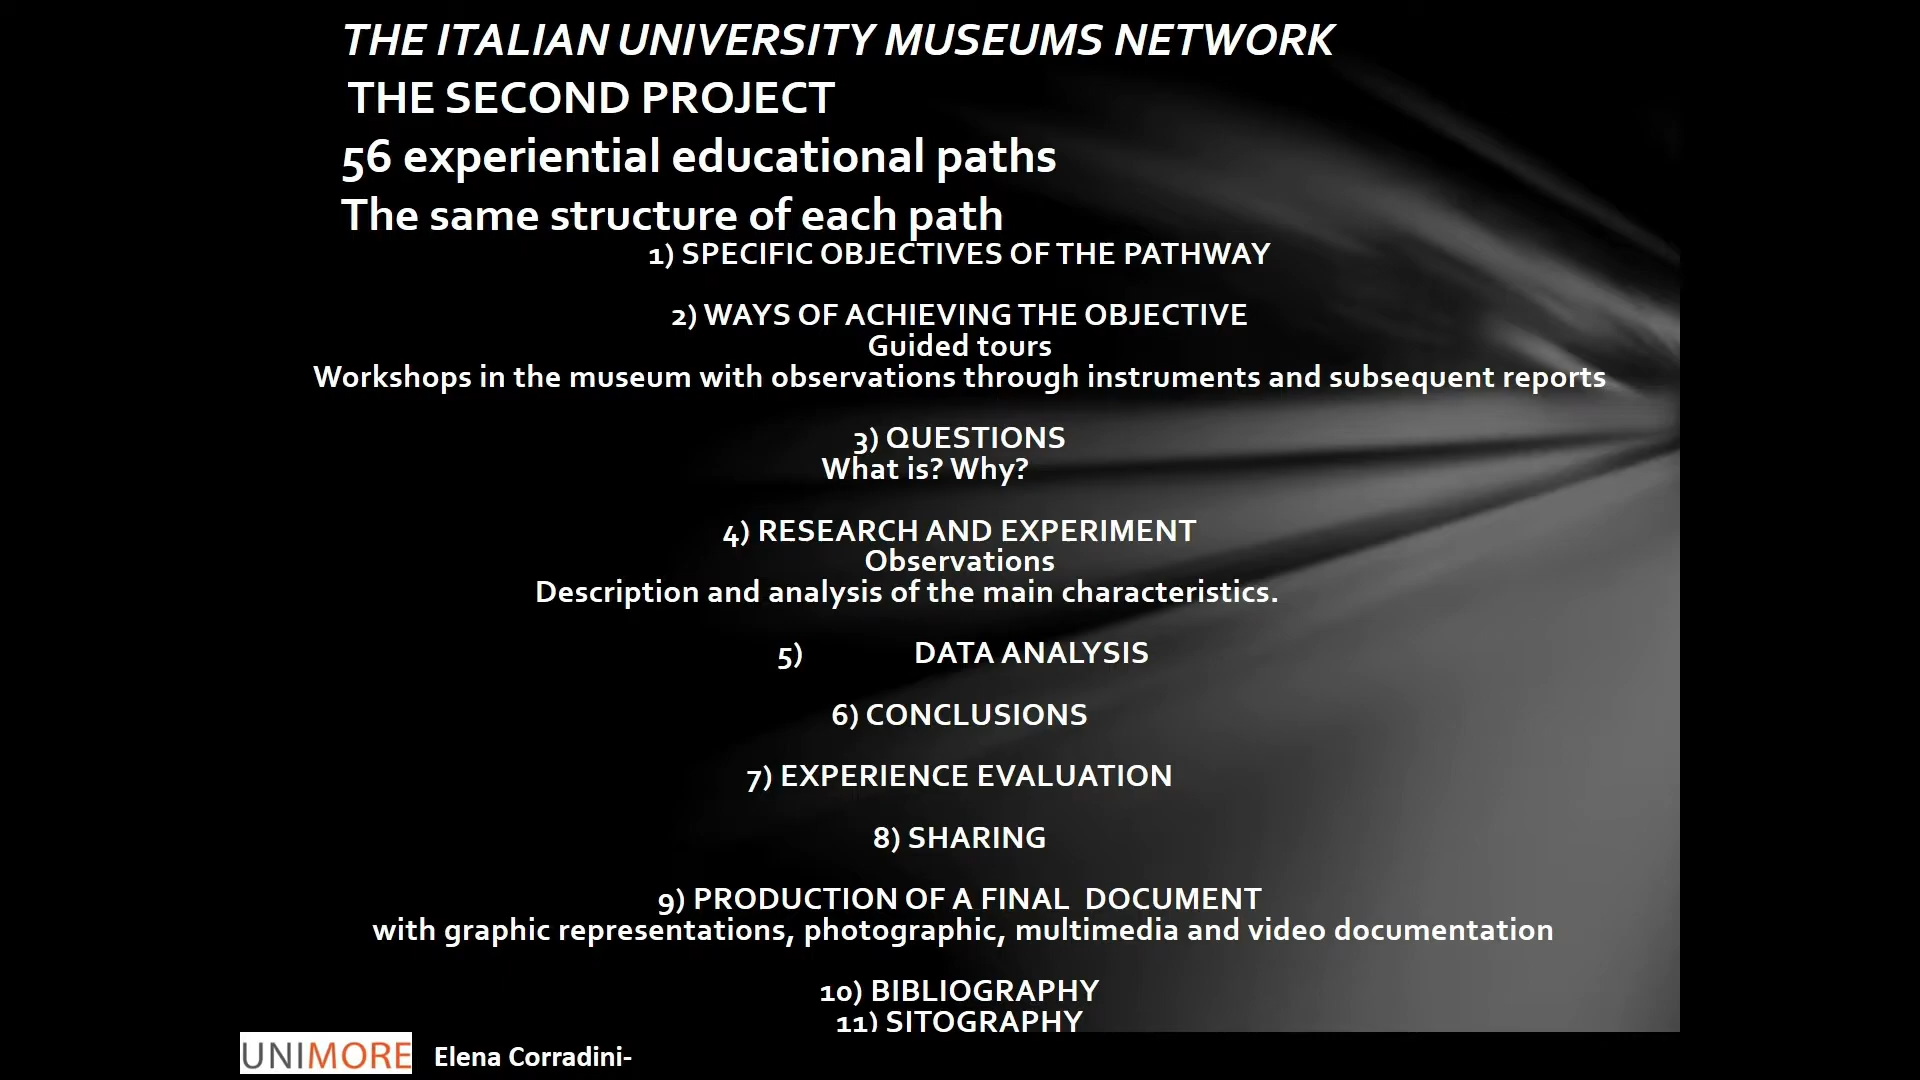 THE ITALIAN UNIVERSITY MUSEUMS NETWORK
THE SECOND PROJECT
56 experiential educational paths
The same structure of each path
1) SPECIFIC OBJECTIVES OF THE PATHWAY
2) WAYS OF ACHIEVING THE OBJECTIVE
Guided tours
Workshops in the museum with observations through instruments and subsequent reports
3) QUESTIONS
What is? Why?
4) RESEARCH AND EXPERIMENT
Observations
Description and analysis of the main characteristics.
5) DATA ANALYSIS
6) CONCLUSIONS
7) EXPERIENCE EVALUATION
8) SHARING
9) PRODUCTION OF A FINAL DOCUMENT
with graphic representations, photographic, multimedia and video documentation
10) BIBLIOGRAPHY
11) SITOGRAPHY
UNIMORE Elena Corradini-